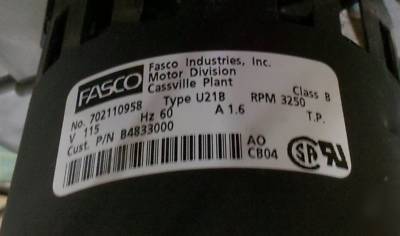 FASCO
Fasco Industries, Inc.
Motor Division
Cassville Plant
No. 702110958 Type U21B RPM 3250 Class B
V 115 Hz 60 A 1.6 T.P.
Cust. P/N B4833000
AO
CB04
SA